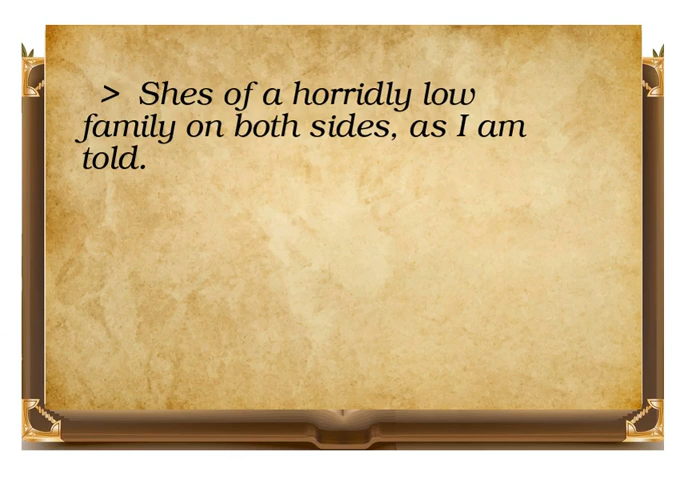 > Shes of a horridly low
family on both sides, as I am
told.